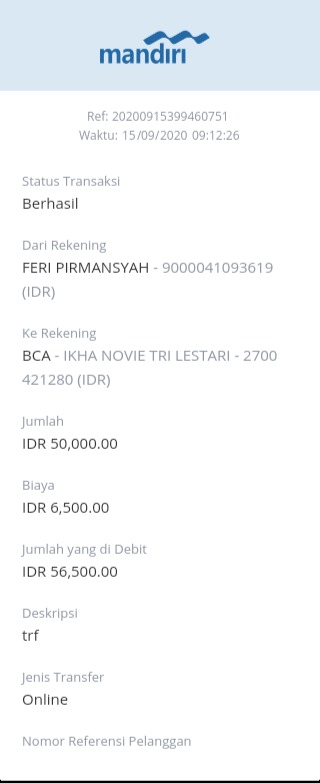 mandiri
Ref: 20200915399460751
Waktu: 15/09/2020 09:12:26
Status Transaksi
Berhasil
Dari Rekening
FERI PIRMANSYAH - 9000041093619
(IDR)
Ke Rekening
BCA - IKHA NOVIE TRI LESTARI - 2700
421280 (IDR)
Jumlah
IDR 50,000.00
Biaya
IDR 6,500.00
Jumlah yang di Debit
IDR 56,500.00
Deskripsi
trf
Jenis Transfer
Online
Nomor Referensi Pelanggan